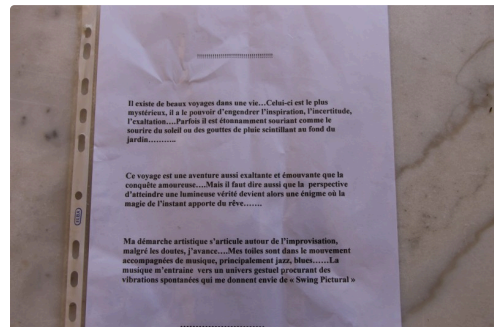 !!!!!!!!!!!!!!!!!!!!!!!!!!!!!!!!!!
Il existe de beaux voyages dans une vie…Celui-ci est le plus
mystérieux, il a le pouvoir d'engendrer l'inspiration, l'incertitude,
l'exaltation….Parfois il est étonnamment souriant comme le
sourire du soleil ou des gouttes de pluie scintillant au fond du
jardin………..
Ce voyage est une aventure aussi exaltante et émouvante que la
conquête amoureuse….Mais il faut dire aussi que la perspective
d'atteindre une lumineuse vérité devient alors une énigme où la
magie de l'instant apporte du rêve…….
Ma démarche artistique s'articule autour de l'improvisation,
malgré les doutes, j'avance….Mes toiles sont dans le mouvement
accompagnées de musique, principalement jazz, blues……La
musique m'entraine vers un univers gestuel procurant des
vibrations spontanées qui me donnent envie de « Swing Pictural »